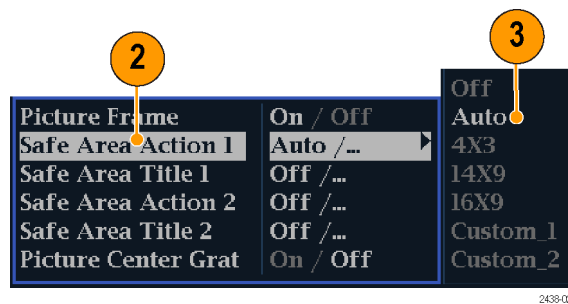 2
3
Picture Frame On / Off
Safe Area Action 1 Auto /...
Safe Area Title 1 Off /...
Safe Area Action 2 Off /...
Safe Area Title 2 Off /...
Picture Center Grat On / Off
Off
Auto
4X3
14X9
16X9
Custom_1
Custom_2